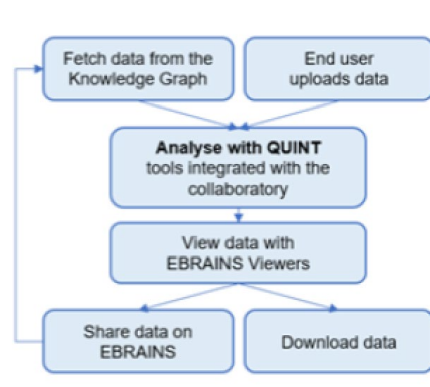 Fetch data from the
Knowledge Graph
End user
uploads data
Analyse with QUINT
tools integrated with the
collaboratory
View data with
EBRAINS Viewers
Share data on
EBRAINS
Download data